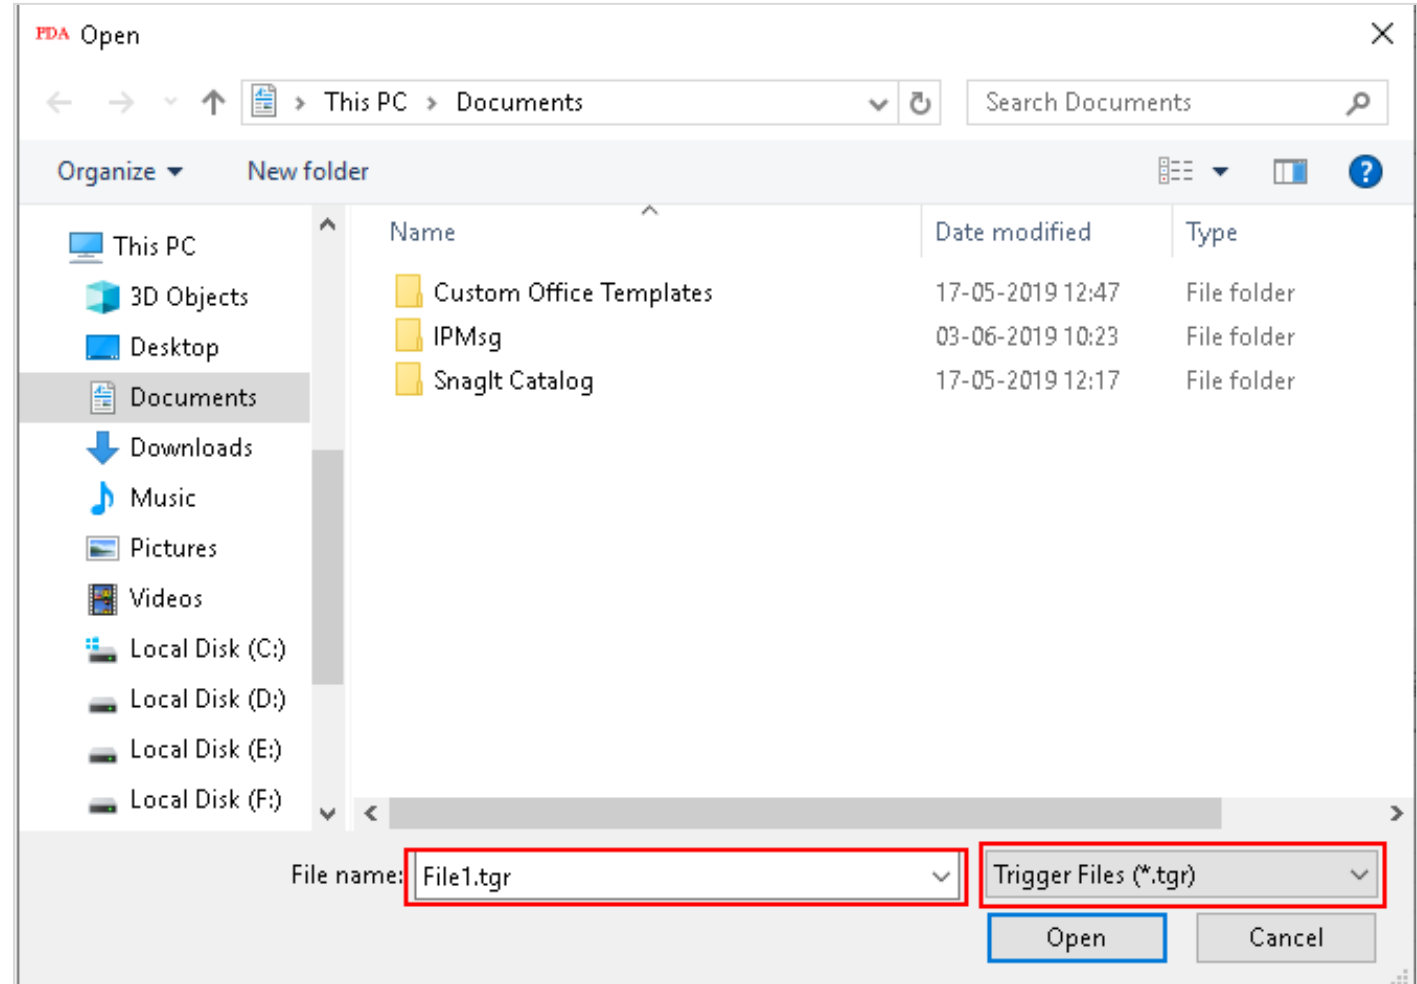 PDA Open
This PC > Documents
Search Documents
Organize
New folder
?
Name
Date modified
Type
This PC
3D Objects
Desktop
Documents
Downloads
Music
Pictures
Videos
Local Disk (C:)
Local Disk (D:)
Local Disk (E:)
Local Disk (F:)
Custom Office Templates 17-05-2019 12:47 File folder
IPMsg 03-06-2019 10:23 File folder
SnagIt Catalog 17-05-2019 12:17 File folder
File name: File1.tgr
Trigger Files (*.tgr)
Open
Cancel